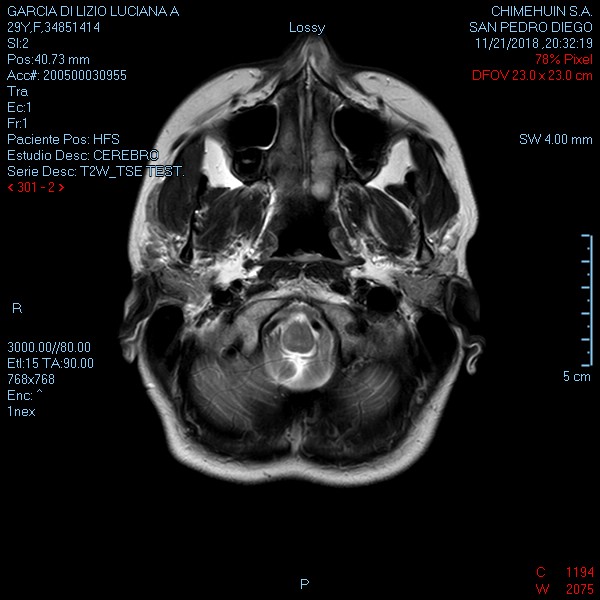 GARCIA DI LIZIO LUCIANA A
29Y,F,34851414
Sl:2
Pos:40.73 mm
Acc#: 200500030955
Tra
Ec:1
Fr:1
Paciente Pos: HFS
Estudio Desc: CEREBRO
Serie Desc: T2W_TSE TEST.
< 301 - 2 >
Lossy
CHIMEHUIN S.A.
SAN PEDRO DIEGO
11/21/2018 ,20:32:19
78% Pixel
DFOV 23.0 x 23.0 cm
SW 4.00 mm
R
3000.00//80.00
Etl:15 TA:90.00
768x768
Enc: ^
1nex
5 cm
P
C 1194
W 2075